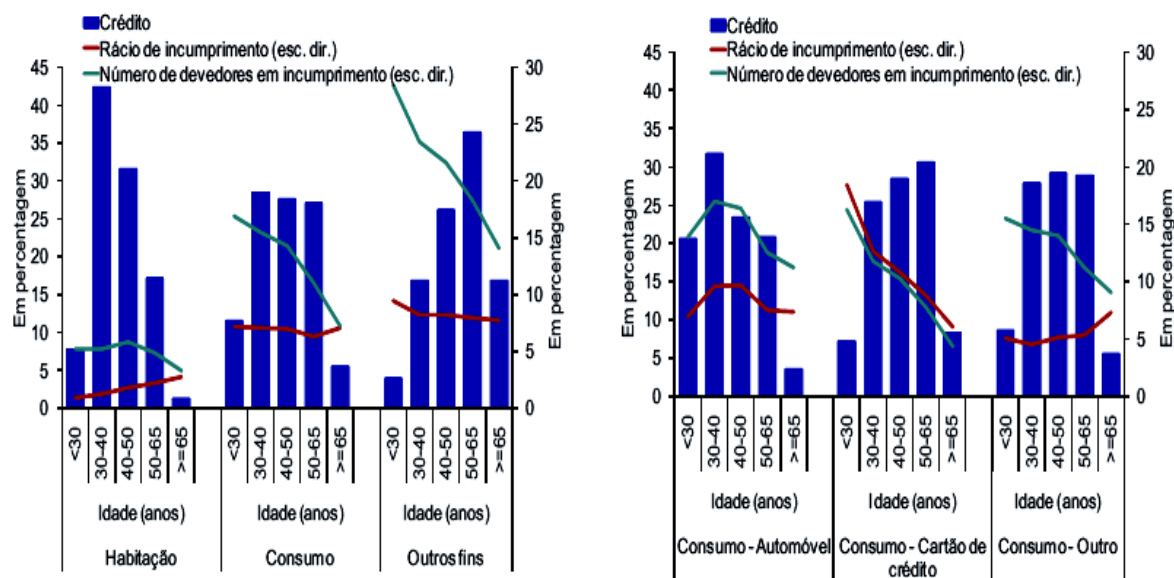 Crédito
Rácio de incumprimento (esc. dir.)
Número de devedores em incumprimento (esc. dir.)
Em percentagem
45
40
35
30
25
20
15
10
5
0
30
25
20
15
10
5
0
Em percentagem
<30
30-40
40-50
50-65
>=65
<30
30-40
40-50
50-65
>=65
<30
30-40
40-50
50-65
>=65
Idade (anos)
Idade (anos)
Idade (anos)
Habitação
Consumo
Outros fins
Crédito
Rácio de incumprimento (esc. dir.)
Número de devedores em incumprimento (esc. dir.)
Em percentagem
45
40
35
30
25
20
15
10
5
0
30
25
20
15
10
5
0
Em percentagem
<30
30-40
40-50
50-65
>=65
<30
30-40
40-50
50-65
>=65
<30
30-40
40-50
50-65
>=65
Idade (anos)
Idade (anos)
Idade (anos)
Consumo - Automóvel
Consumo - Cartão de
crédito
Consumo - Outro